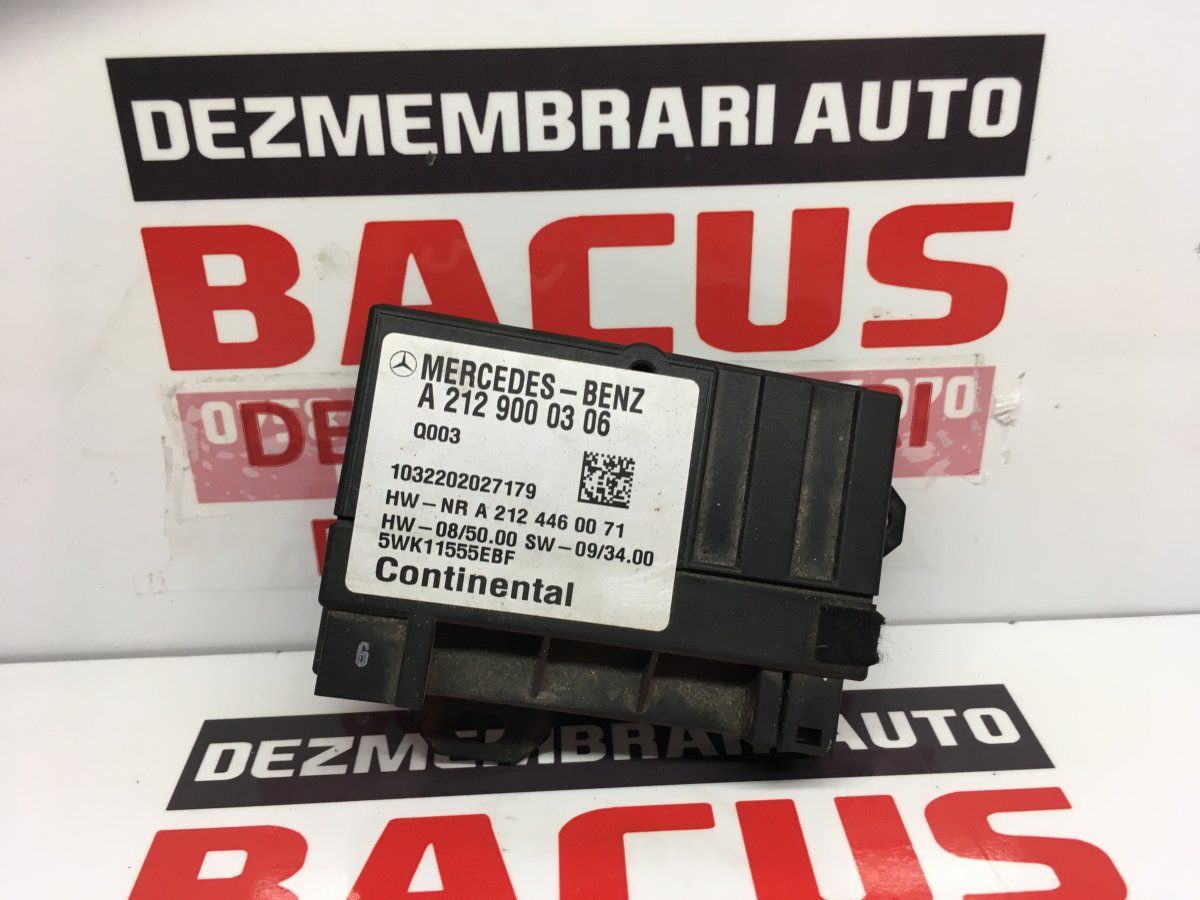 DEZMEMBRARI AUTO
BACUS
MERCEDES-BENZ
A 212 900 03 06
Q003
1032202027179
HW-NR A 212 446 00 71
HW-08/50.00 SW-09/34.00
5WK11555EBF
Continental
6
DEZMEMBRARI AUTO
BACUS